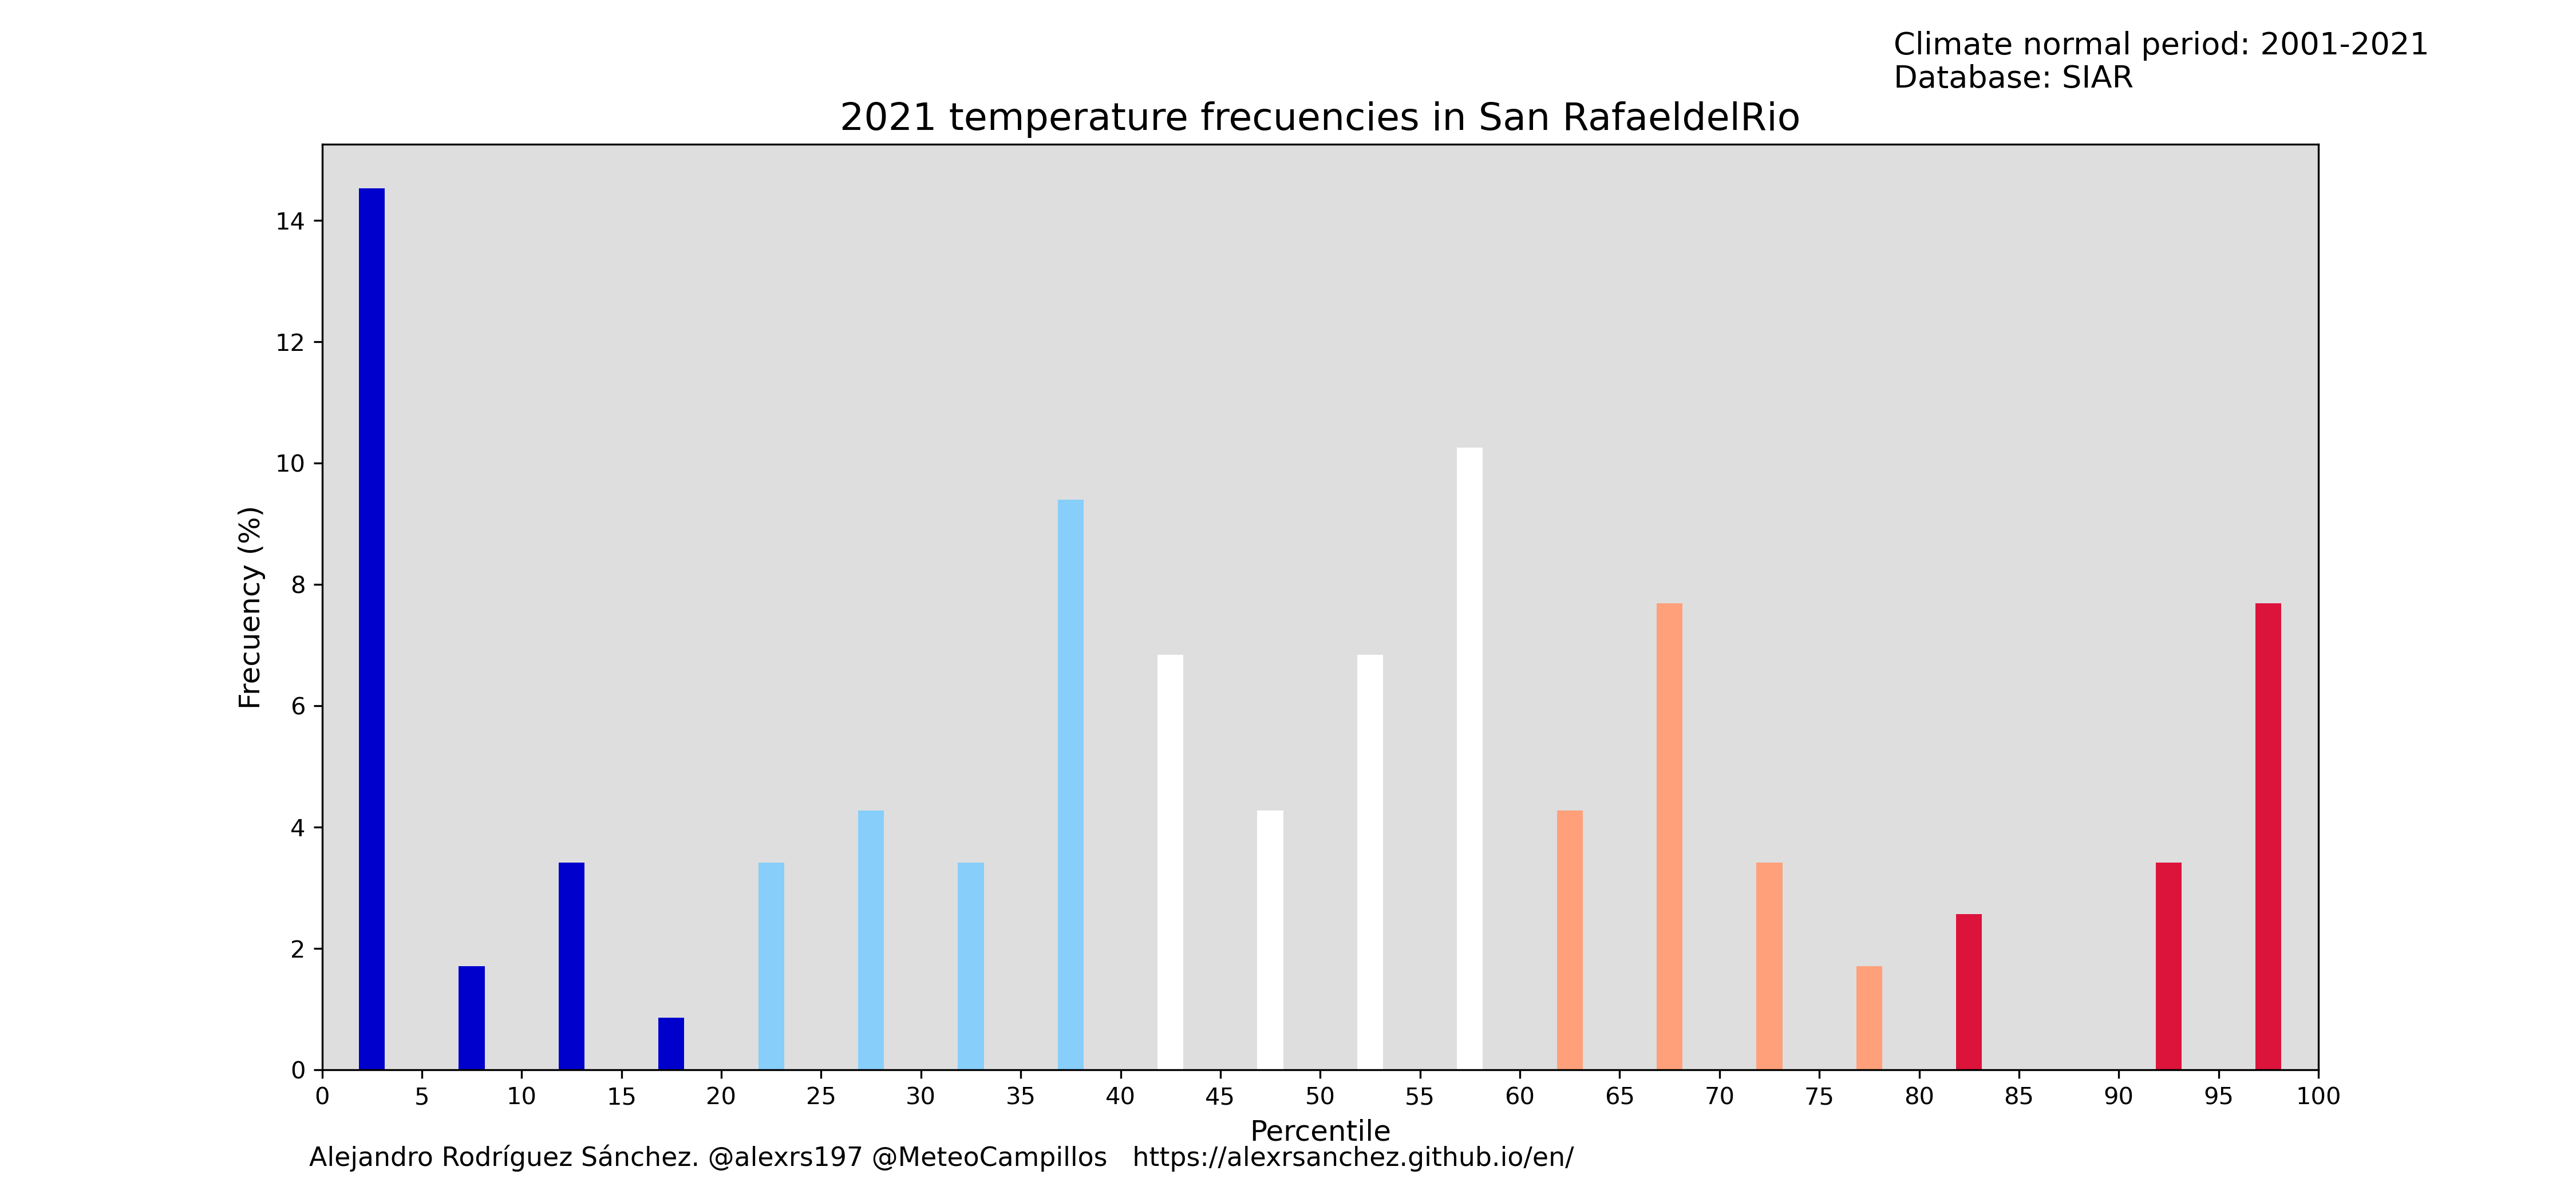 Climate normal period: 2001-2021
Database: SIAR
2021 temperature frecuencies in San RafaeldelRio
14
12
10
8
6
4
2
0
Frecuency (%)
0 5 10 15 20 25 30 35 40 45 50 55 60 65 70 75 80 85 90 95 100
Percentile
Alejandro Rodríguez Sánchez. @alexrs197 @MeteoCampillos https://alexrsanchez.github.io/en/